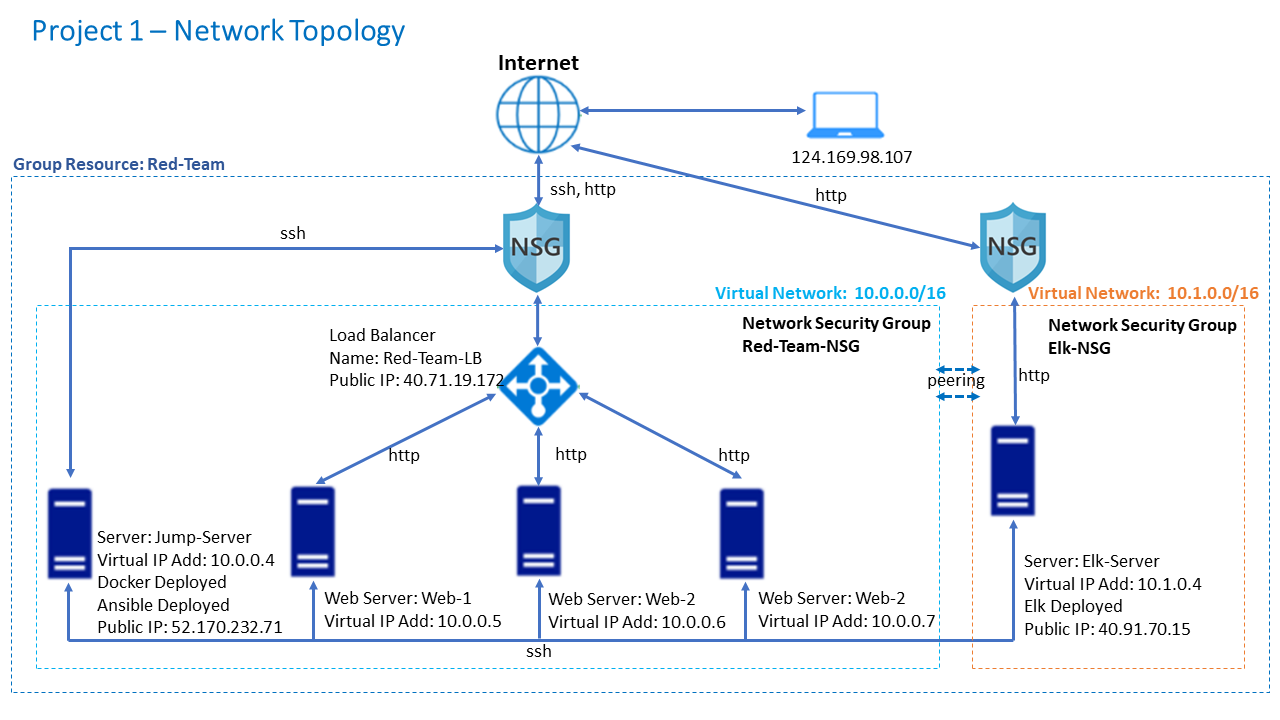 Project 1 – Network Topology
Internet
124.169.98.107
Group Resource: Red-Team
ssh, http
http
ssh
NSG
NSG
Virtual Network:  10.0.0.0/16
Virtual Network:  10.1.0.0/16
Network Security Group
Red-Team-NSG
Network Security Group
Elk-NSG
Load Balancer
Name: Red-Team-LB
Public IP: 40.71.19.172
peering
http
http
http
http
Server: Jump-Server
Virtual IP Add: 10.0.0.4
Docker Deployed
Ansible Deployed
Public IP: 52.170.232.71
Web Server: Web-1
Virtual IP Add: 10.0.0.5
Web Server: Web-2
Virtual IP Add: 10.0.0.6
Web Server: Web-2
Virtual IP Add: 10.0.0.7
Server: Elk-Server
Virtual IP Add: 10.1.0.4
Elk Deployed
Public IP: 40.91.70.15
ssh